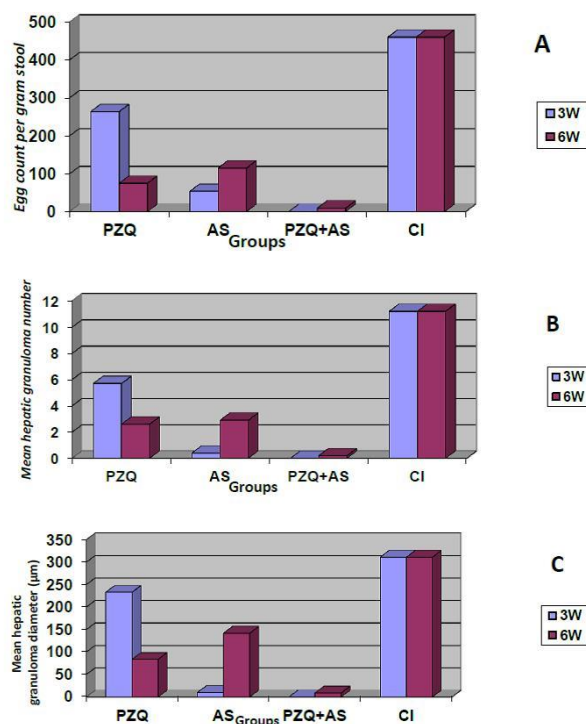 500
400
300
200
100
0
Egg count per gram stool
PZQ AS PZQ+AS CI
Groups
A
3W
6W
12
10
8
6
4
2
0
Mean hepatic granuloma number
PZQ AS PZQ+AS CI
Groups
B
3W
6W
350
300
250
200
150
100
50
0
Mean hepatic
granuloma diameter (µm)
PZQ AS PZQ+AS CI
Groups
C
3W
6W